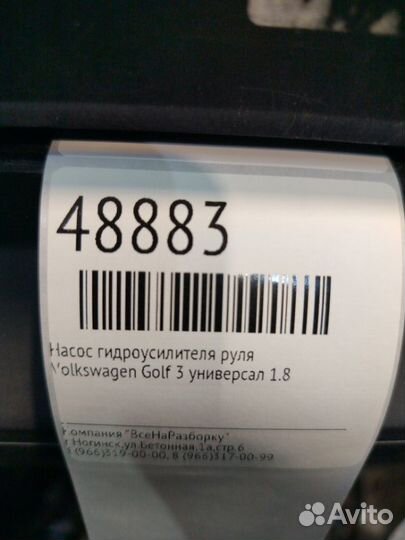 48883
Насос гидроусилителя руля
Volkswagen Golf 3 универсал 1.8
Компания "ВсеНаРазборку"
г.Ногинск,ул.Бетонная,1а,стр.6
8 (966)319-00-00, 8 (966)317-00-99
Avito